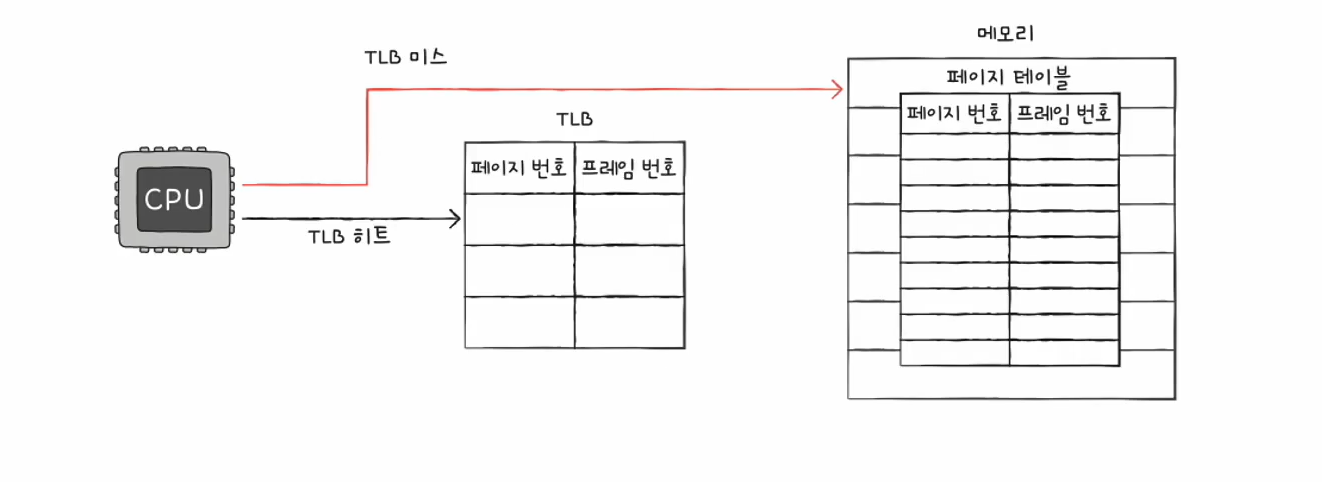 메모리
TLB 미스
페이지 테이블
페이지 번호 프레임 번호
TLB
페이지 번호 프레임 번호
CPU
TLB 히트